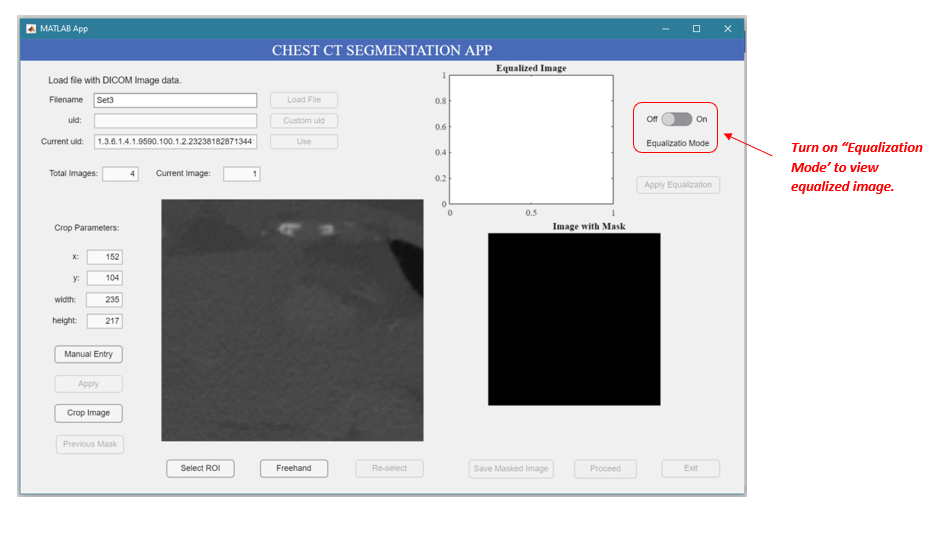 MATLAB App
CHEST CT SEGMENTATION APP
Load file with DICOM Image data.
Filename Set3 Load File
uid: Custom uid
Current uid: 1.3.6.1.4.1.9590.100.1.2.23238182871344 Use
Total Images: 4 Current Image: 1
Crop Parameters:
x: 152
y: 104
width: 235
height: 217
Manual Entry
Apply
Crop Image
Previous Mask
Select ROI Freehand Re-select
Equalized Image
1
0.8
0.6
0.4
0.2
0
0 0.5 1
Off On
Equalizatio Mode
Apply Equalization
Image with Mask
Save Masked Image Proceed Exit
Turn on “Equalization
Mode’ to view
equalized image.